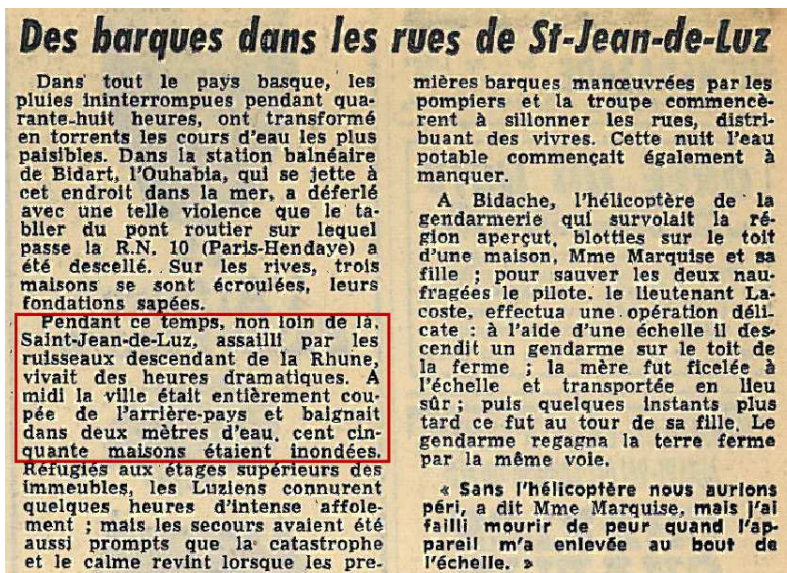 Des barques dans les rues de St-Jean-de-Luz
Dans tout le pays basque, les
pluies ininterrompues pendant qua-
rante-huit heures, ont transformé
en torrents les cours d'eau les plus
paisibles. Dans la station balnéaire
de Bidart, l'Ouhabia, qui se jette à
cet endroit dans la mer, a déferlé
avec une telle violence que le ta-
blier du pont routier sur lequel
passe la R.N. 10 (Paris-Hendaye) a
été descellé. Sur les rives, trois
maisons se sont écroulées, leurs
fondations sapées.
Pendant ce temps, non loin de là,
Saint-Jean-de-Luz, assailli par les
ruisseaux descendant de la Rhune,
vivait des heures dramatiques. A
midi la ville était entièrement cou-
pée de l'arrière-pays et baignait
dans deux mètres d'eau, cent cin-
quante maisons étaient inondées.
Réfugiés aux étages supérieurs des
immeubles, les Luziens connurent
quelques heures d'intense affole-
ment ; mais les secours avaient été
aussi prompts que la catastrophe
et le calme revint lorsque les pre-
mières barques manœuvrées par les
pompiers et la troupe commencè-
rent à sillonner les rues, distri-
buant des vivres. Cette nuit l'eau
potable commençait également à
manquer.
A Bidache, l'hélicoptère de la
gendarmerie qui survolait la ré-
gion aperçut, blotties sur le toit
d'une maison, Mme Marquise et sa
fille ; pour sauver les deux nau-
fragées le pilote. le lieutenant La-
coste, effectua une opération déli-
cate : à l'aide d'une échelle il des-
cendit un gendarme sur le toit de
la ferme ; la mère fut ficelée à
l'échelle et transportée en lieu
sûr ; puis quelques instants plus
tard ce fut au tour de sa fille. Le
gendarme regagna la terre ferme
par la même voie.
« Sans l'hélicoptère nous aurions
péri, a dit Mme Marquise, mais j'ai
failli mourir de peur quand l'ap-
pareil m'a enlevée au bout de
l'échelle. »